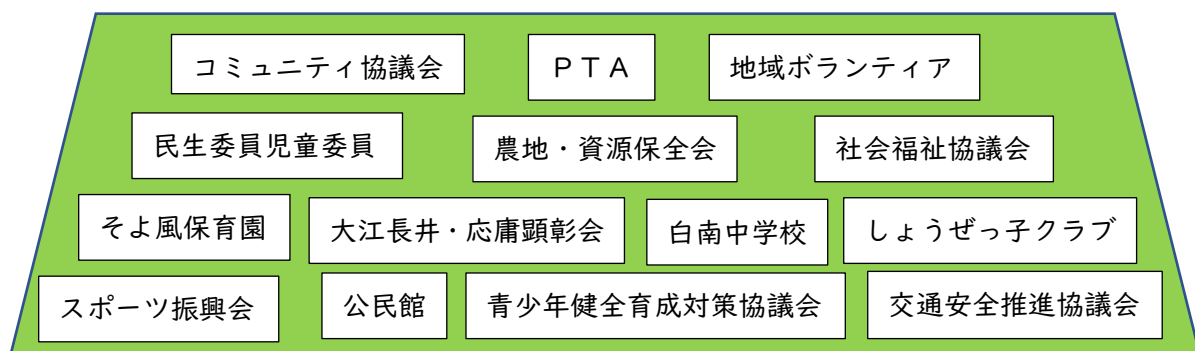 コミュニティ協議会
ＰＴＡ
地域ボランティア
民生委員児童委員
農地・資源保全会
社会福祉協議会
そよ風保育園
大江長井・応庸顕彰会
白南中学校
しょうぜっ子クラブ
スポーツ振興会
公民館
青少年健全育成対策協議会
交通安全推進協議会